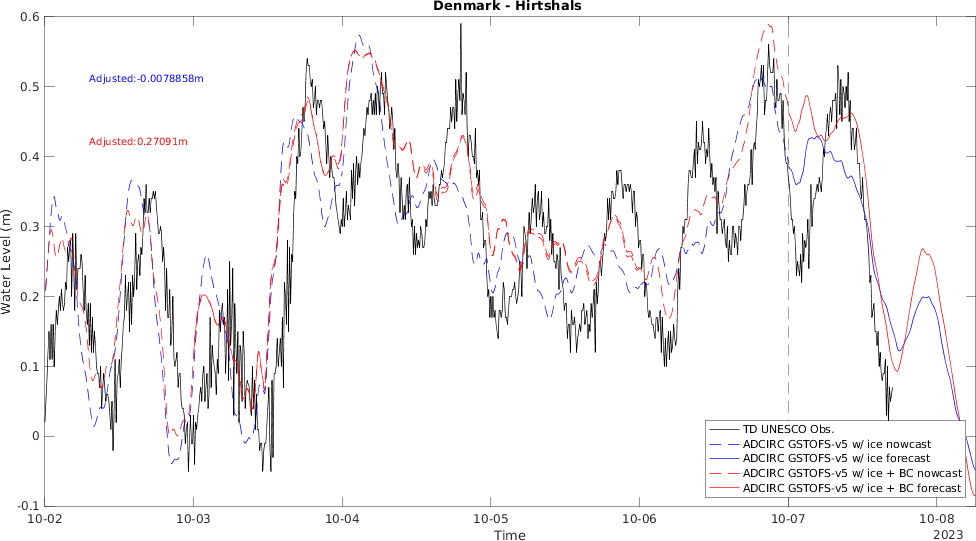 Denmark - Hirtshals
Water Level (m)
0.6
0.5
0.4
0.3
0.2
0.1
0
-0.1
Adjusted:-0.0078858m
Adjusted:0.27091m
TD UNESCO Obs.
ADCIRC GSTOFS-v5 w/ ice nowcast
ADCIRC GSTOFS-v5 w/ ice forecast
ADCIRC GSTOFS-v5 w/ ice + BC nowcast
ADCIRC GSTOFS-v5 w/ ice + BC forecast
10-02 10-03 10-04 10-05 10-06 10-07 10-08
Time
2023